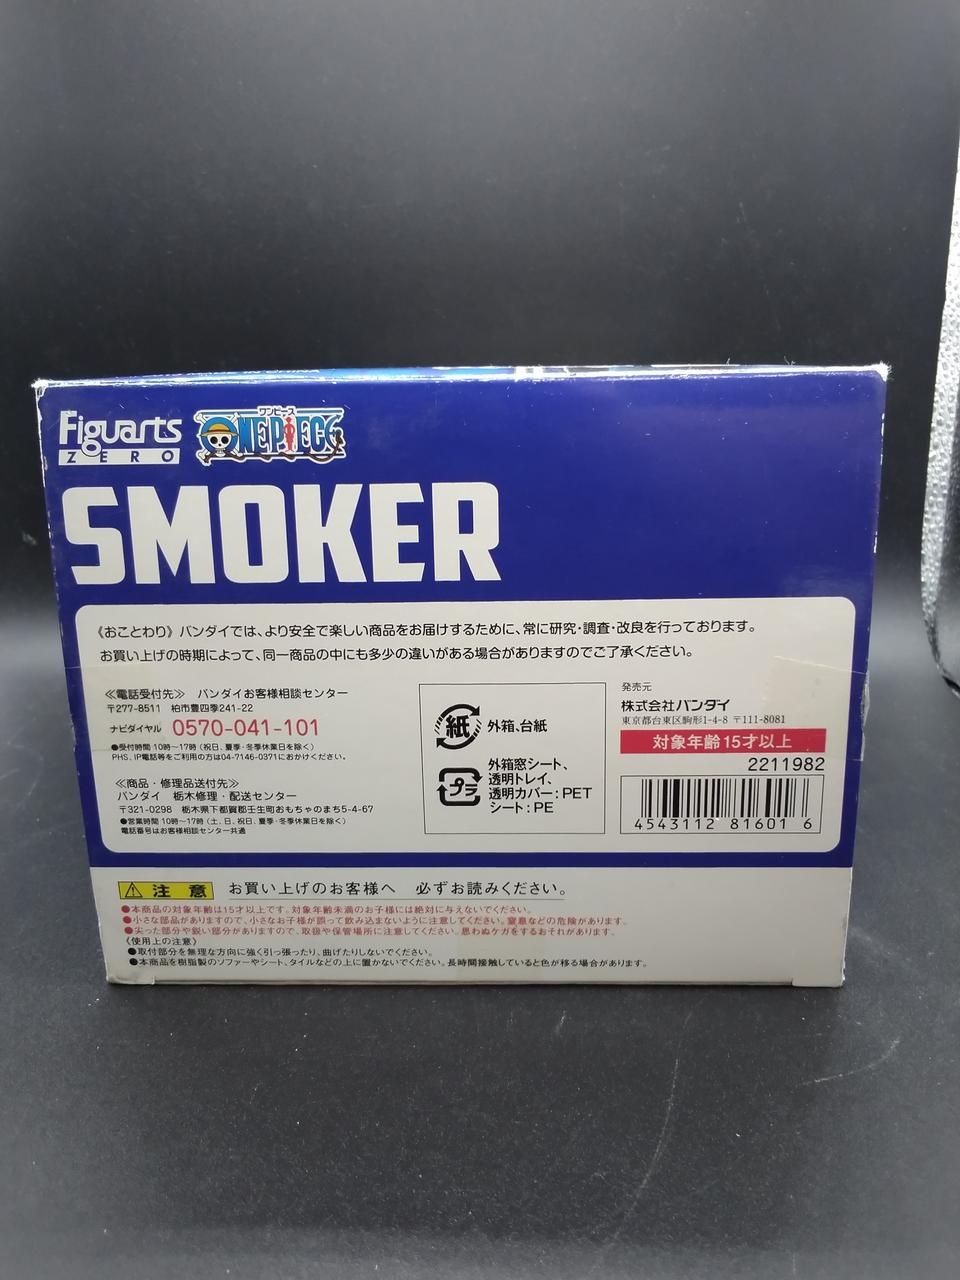 Figuarts
ZERO
ワンピース
ONE PIECE
SMOKER
《おことわり》バンダイでは、より安全で楽しい商品をお届けするために、常に研究・調査・改良を行っております。
お買い上げの時期によって、同一商品の中にも多少の違いがある場合がありますのでご了承ください。
≪電話受付先≫ バンダイお客様相談センター
〒277-8511 柏市豊四季241-22
ナビダイヤル 0570-041-101
●受付時間 10時〜17時（祝日、夏季・冬季休業日を除く）
PHS、IP電話等をご利用の方は04-7146-0371におかけください。
≪商品・修理品送付先≫
バンダイ 栃木修理・配送センター
〒321-0298 栃木県下都賀郡壬生町おもちゃのまち5-4-67
●営業時間 10時〜17時（土、日、祝日、夏季・冬季休業日を除く）
電話番号はお客様相談センター共通
紙
外箱、台紙
プラ
外箱窓シート、
透明トレイ、
透明カバー：PET
シート：PE
発売元
株式会社バンダイ
東京都台東区駒形1-4-8 〒111-8081
対象年齢15才以上
2211982
4543112 81601 6
注意 お買い上げのお客様へ 必ずお読みください。
●本商品の対象年齢は15才以上です。対象年齢未満のお子様には絶対に与えないでください。
●小さな部品がありますので、小さなお子様が誤って飲み込まないように注意してください。窒息などの危険があります。
●尖った部分や鋭い部分がありますので、取扱や保管場所に注意してください。思わぬケガをするおそれがあります。
《使用上の注意》
●取付部分を無理な方向に強く引っ張ったり、曲げたりしないでください。
●本商品を樹脂製のソファーやシート、タイルなどの上に置かないでください。長時間接触していると色が移る場合があります。